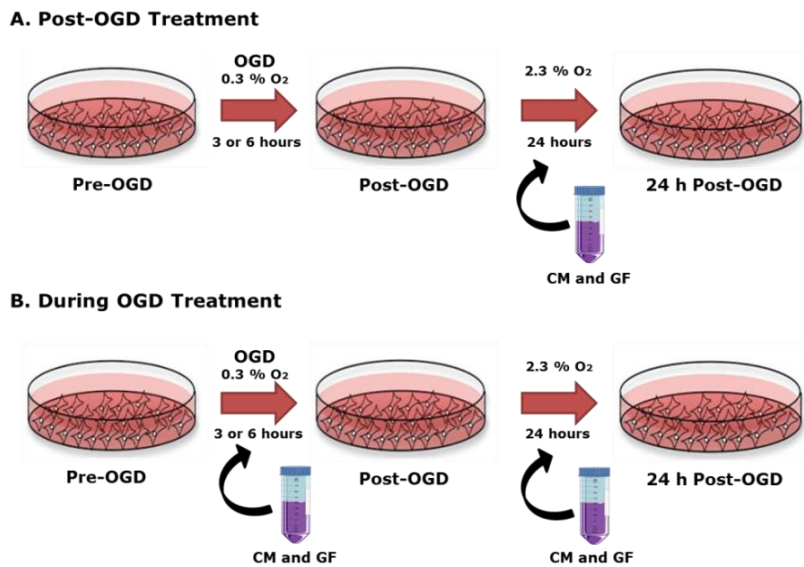 A. Post-OGD Treatment
OGD
0.3 % O₂
3 or 6 hours
2.3 % O₂
24 hours
Pre-OGD
Post-OGD
24 h Post-OGD
CM and GF
B. During OGD Treatment
OGD
0.3 % O₂
3 or 6 hours
2.3 % O₂
24 hours
Pre-OGD
Post-OGD
24 h Post-OGD
CM and GF
CM and GF